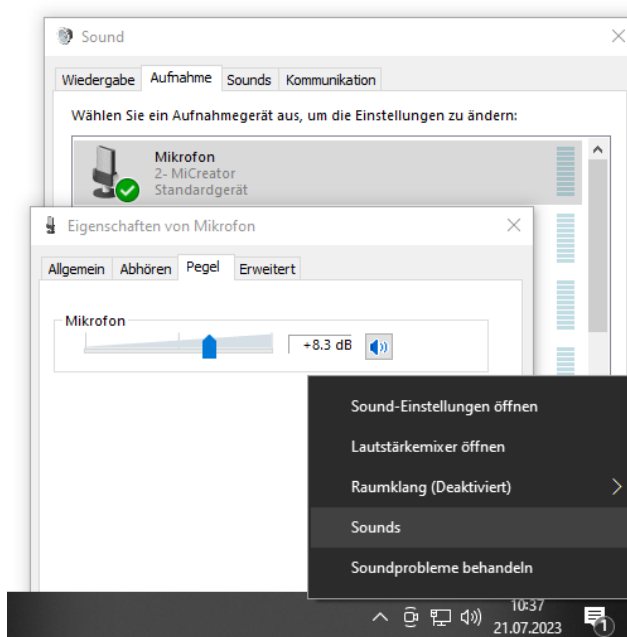 Sound
Wiedergabe Aufnahme Sounds Kommunikation
Wählen Sie ein Aufnahmegerät aus, um die Einstellungen zu ändern:
Mikrofon
2- MiCreator
Standardgerät
Eigenschaften von Mikrofon
Allgemein Abhören Pegel Erweitert
Mikrofon
+8.3 dB
Sound-Einstellungen öffnen
Lautstärkemixer öffnen
Raumklang (Deaktiviert)
Sounds
Soundprobleme behandeln
10:37
21.07.2023
1